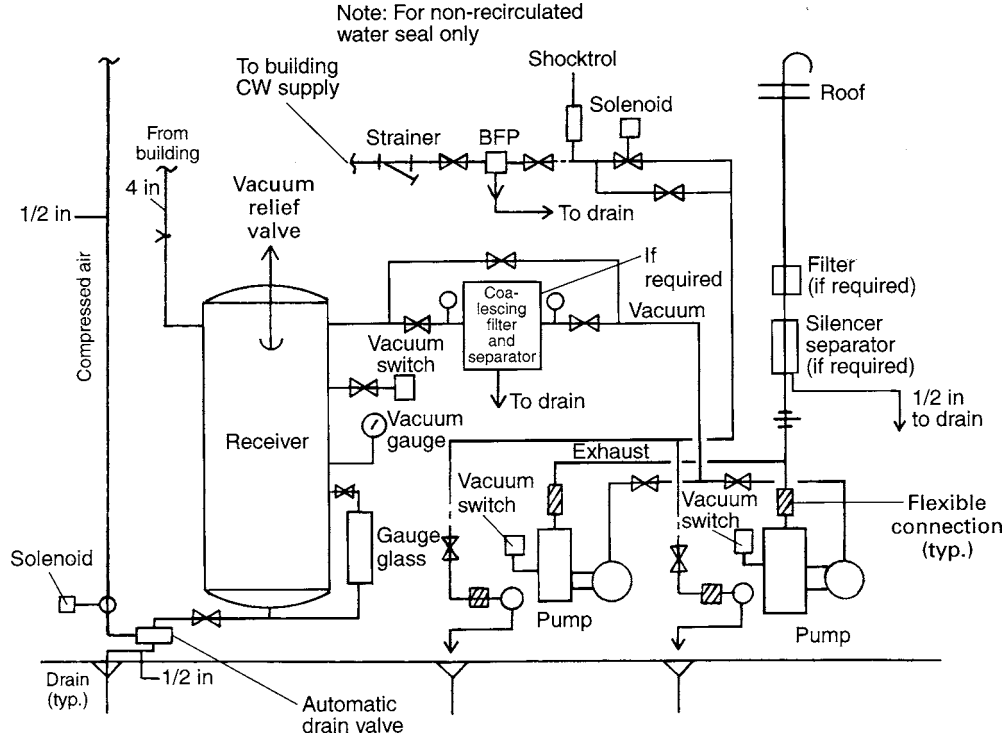 Note: For non-recirculated
water seal only
To building
CW supply
Shocktrol
Solenoid
Roof
Strainer
BFP
From
building
4 in
1/2 in
Vacuum
relief
valve
To drain
If
required
Filter
(if required)
Compressed air
Coa-
lescing
filter
and
separator
Vacuum
Silencer
separator
(if required)
Vacuum
switch
To drain
1/2 in
to drain
Receiver
Vacuum
gauge
Exhaust
Vacuum
switch
Vacuum
switch
Flexible
connection
(typ.)
Gauge
glass
Solenoid
Pump
Pump
Drain
(typ.)
1/2 in
Automatic
drain valve